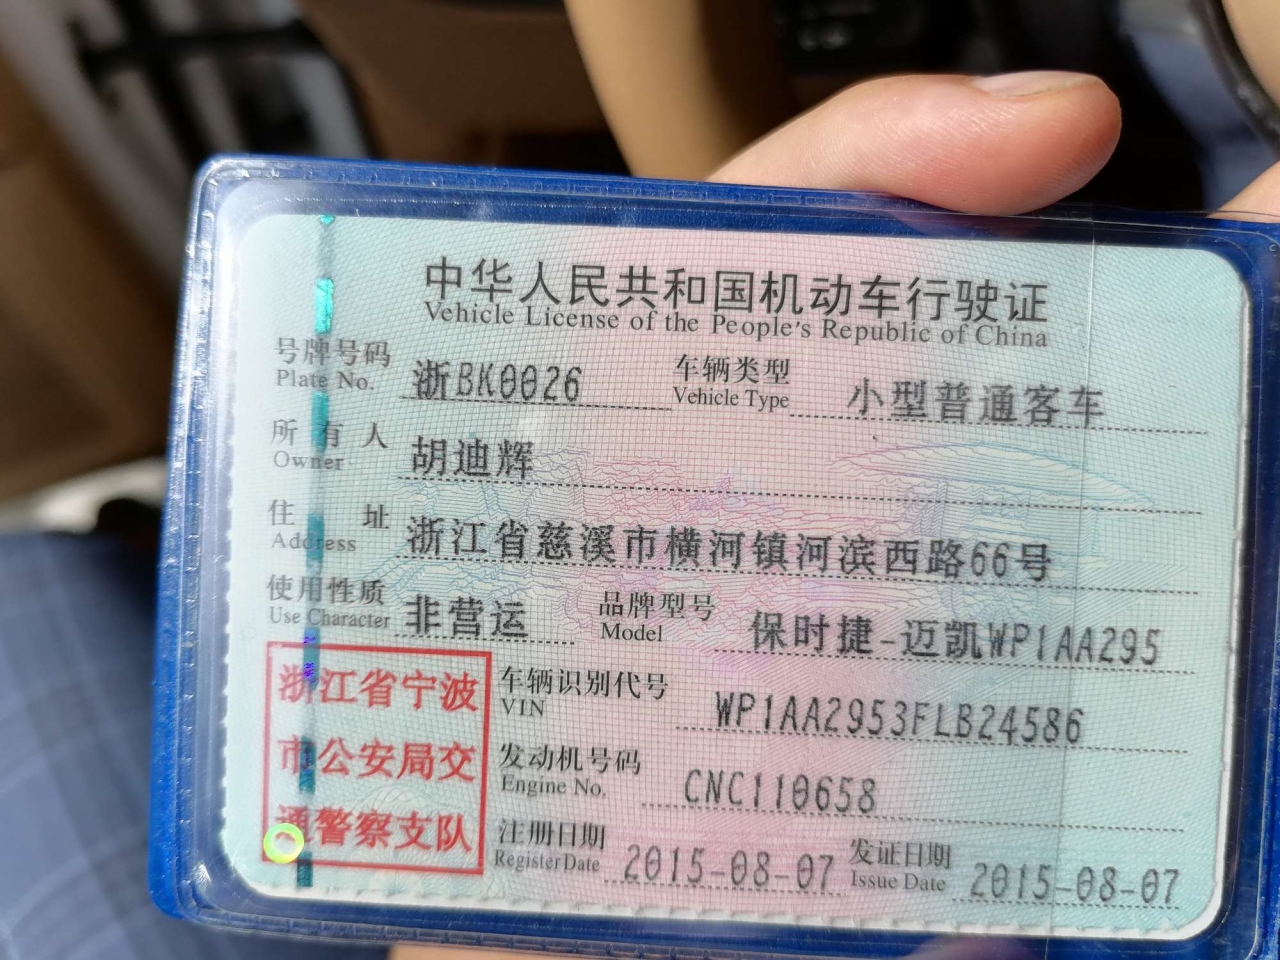 中华人民共和国机动车行驶证
Vehicle License of the People's Republic of China
号牌号码 浙BK0026 车辆类型 小型普通客车
Plate No. Vehicle Type
所有人 胡迪辉
Owner
住址 浙江省慈溪市横河镇河滨西路66号
Address
使用性质 非营运 品牌型号 保时捷-迈凯WP1AA295
Use Character Model
浙江省宁波
市公安局交
通警察支队
车辆识别代号 WP1AA2953FLB24586
VIN
发动机号码 CNC110658
Engine No.
注册日期 2015-08-07 发证日期 2015-08-07
Register Date Issue Date